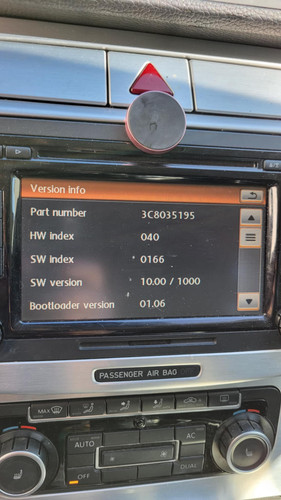 Version info
Part number 3C8035195
HW index 040
SW index 0166
SW version 10.00 / 1000
Bootloader version 01.06
PASSENGER AIR BAG
MAX
AUTO
AC
OFF
DUAL